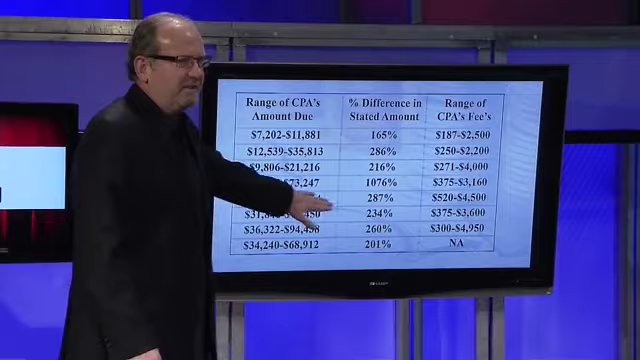 Range of CPA's % Difference in Range of
Amount Due Stated Amount CPA's Fee's
$7,202-$11,881 165% $187-$2,500
$12,539-$35,813 286% $250-$2,200
$9,806-$21,216 216% $271-$4,000
1076% $375-$3,160
287% $520-$4,500
234% $375-$3,600
$36,322-$94,438 260% $300-$4,950
$34,240-$68,912 201% NA
SHARP